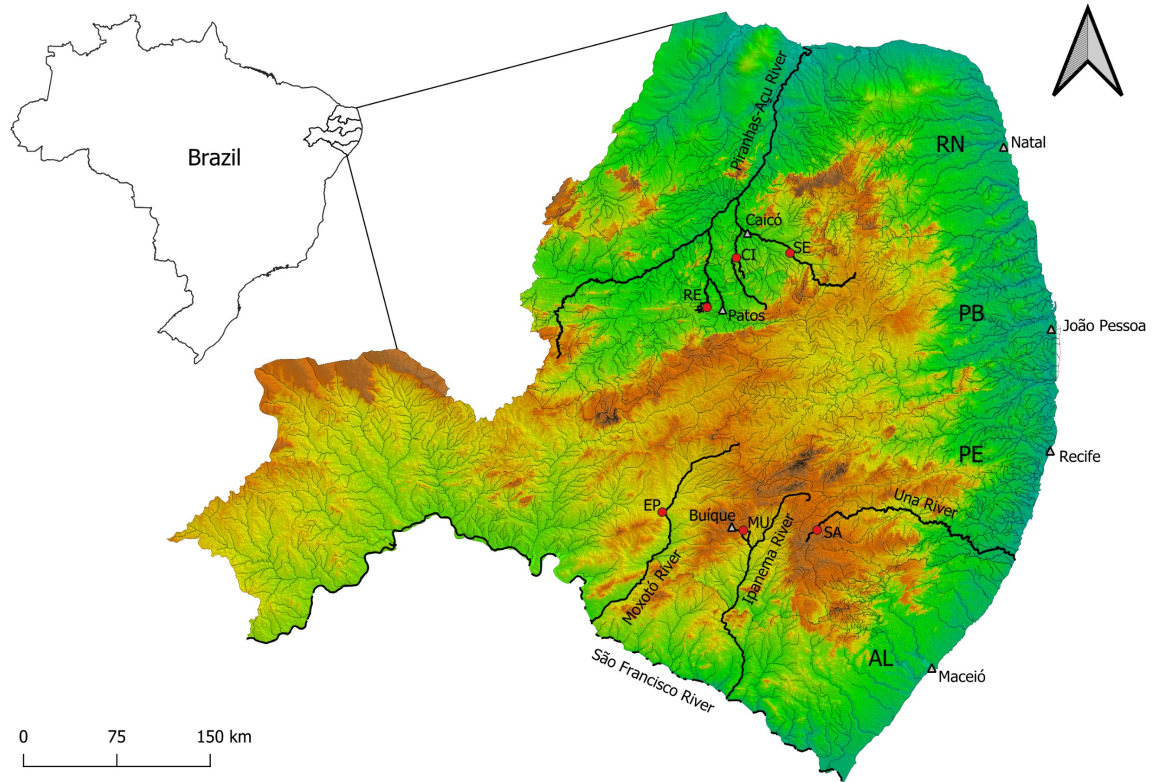 Brazil
Piranhas-Açu River
RN
Natal
Caicó
SE
CI
RE
Patos
PB
João Pessoa
PE
Recife
Una River
EP
Buíque
MU
SA
Moxotó River
Ipanema River
São Francisco River
AL
Maceió
0 75 150 km